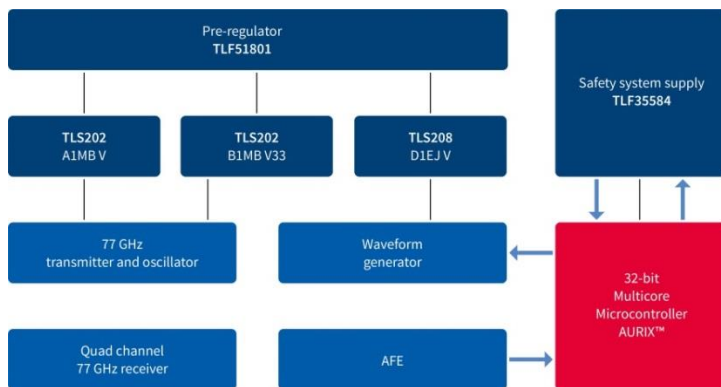 Pre-regulator
TLF51801
Safety system supply
TLF35584
TLS202
A1MB V
TLS202
B1MB V33
TLS208
D1EJ V
77 GHz
transmitter and oscillator
Waveform
generator
32-bit
Multicore
Microcontroller
AURIX™
Quad channel
77 GHz receiver
AFE